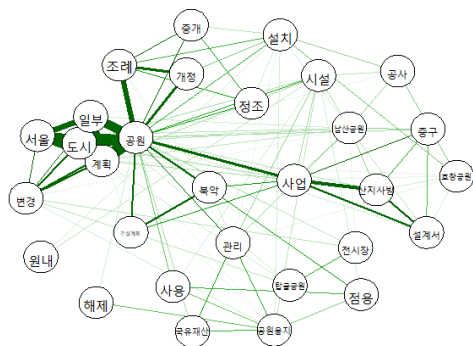 중개
설치
조례
개정
시설
공사
정조
일부
서울
도시
공원
남산공원
중구
계획
사업
산지사방
효창공원
북악
변경
설계서
관리
전시장
원내
탑골공원
점용
사용
해제
국유재산
공원용지